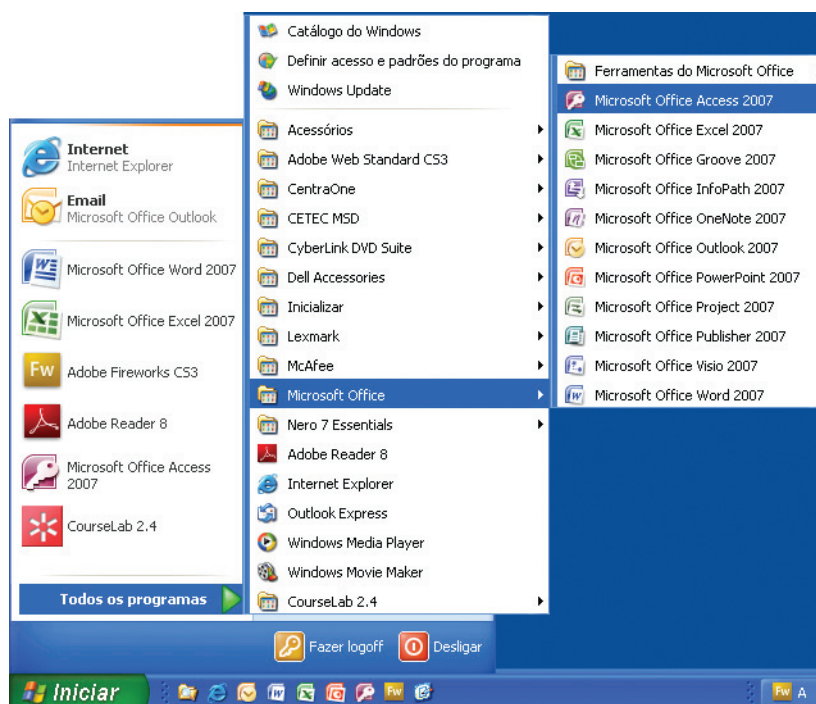 Internet
Internet Explorer
Email
Microsoft Office Outlook
Microsoft Office Word 2007
Microsoft Office Excel 2007
Fw
Adobe Fireworks CS3
Adobe Reader 8
Microsoft Office Access
2007
CourseLab 2.4
Todos os programas
Catálogo do Windows
Definir acesso e padrões do programa
Windows Update
Acessórios
Adobe Web Standard CS3
CentraOne
CETEC MSD
CyberLink DVD Suite
Dell Accessories
Inicializar
Lexmark
McAfee
Microsoft Office
Nero 7 Essentials
Adobe Reader 8
Internet Explorer
Outlook Express
Windows Media Player
Windows Movie Maker
CourseLab 2.4
Ferramentas do Microsoft Office
Microsoft Office Access 2007
Microsoft Office Excel 2007
Microsoft Office Groove 2007
Microsoft Office InfoPath 2007
Microsoft Office OneNote 2007
Microsoft Office Outlook 2007
Microsoft Office PowerPoint 2007
Microsoft Office Project 2007
Microsoft Office Publisher 2007
Microsoft Office Visio 2007
Microsoft Office Word 2007
Fazer logoff
Desligar
Iniciar
Fw
Fw A